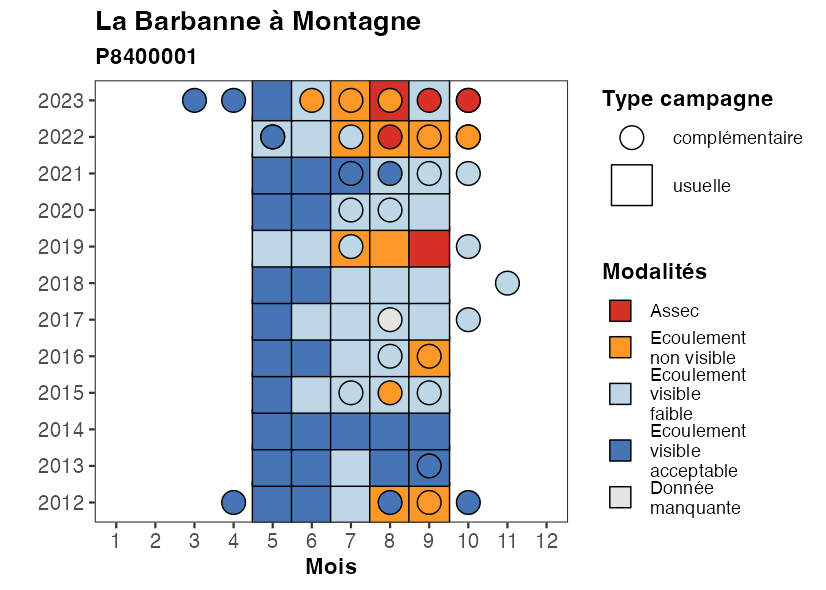 La Barbanne à Montagne
P8400001
2023
2022
2021
2020
2019
2018
2017
2016
2015
2014
2013
2012
1 2 3 4 5 6 7 8 9 10 11 12
Mois
Type campagne
complémentaire
usuelle
Modalités
Assec
Ecoulement
non visible
Ecoulement
visible
faible
Ecoulement
visible
acceptable
Donnée
manquante